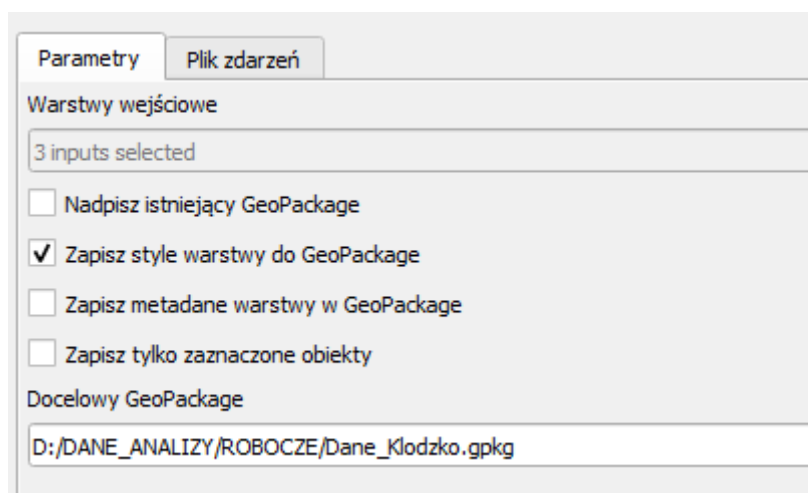 Parametry Plik zdarzeń
Warstwy wejściowe
3 inputs selected
Nadpisz istniejący GeoPackage
Zapisz style warstwy do GeoPackage
Zapisz metadane warstwy w GeoPackage
Zapisz tylko zaznaczone obiekty
Docelowy GeoPackage
D:/DANE_ANALIZY/ROBOCZE/Dane_Klodzko.gpkg